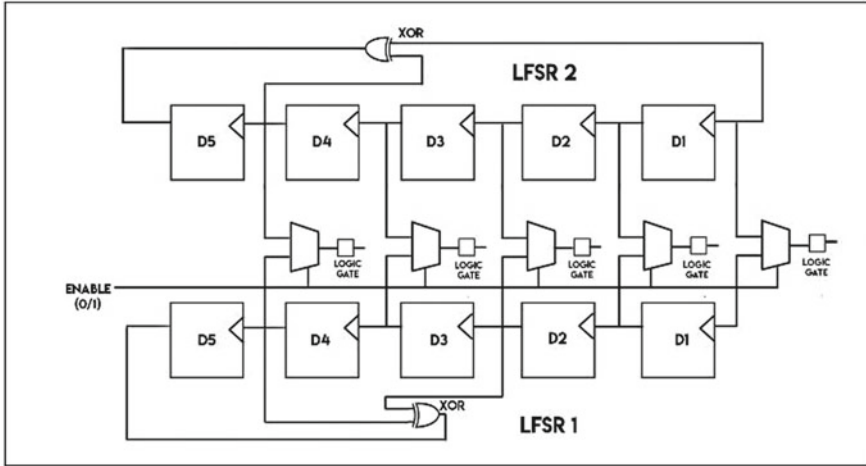 XOR
LFSR 2
D5
D4
D3
D2
D1
LOGIC
GATE
LOGIC
GATE
LOGIC
GATE
LOGIC
GATE
LOGIC
GATE
ENABLE
(0/1)
D5
D4
D3
D2
D1
XOR
LFSR 1